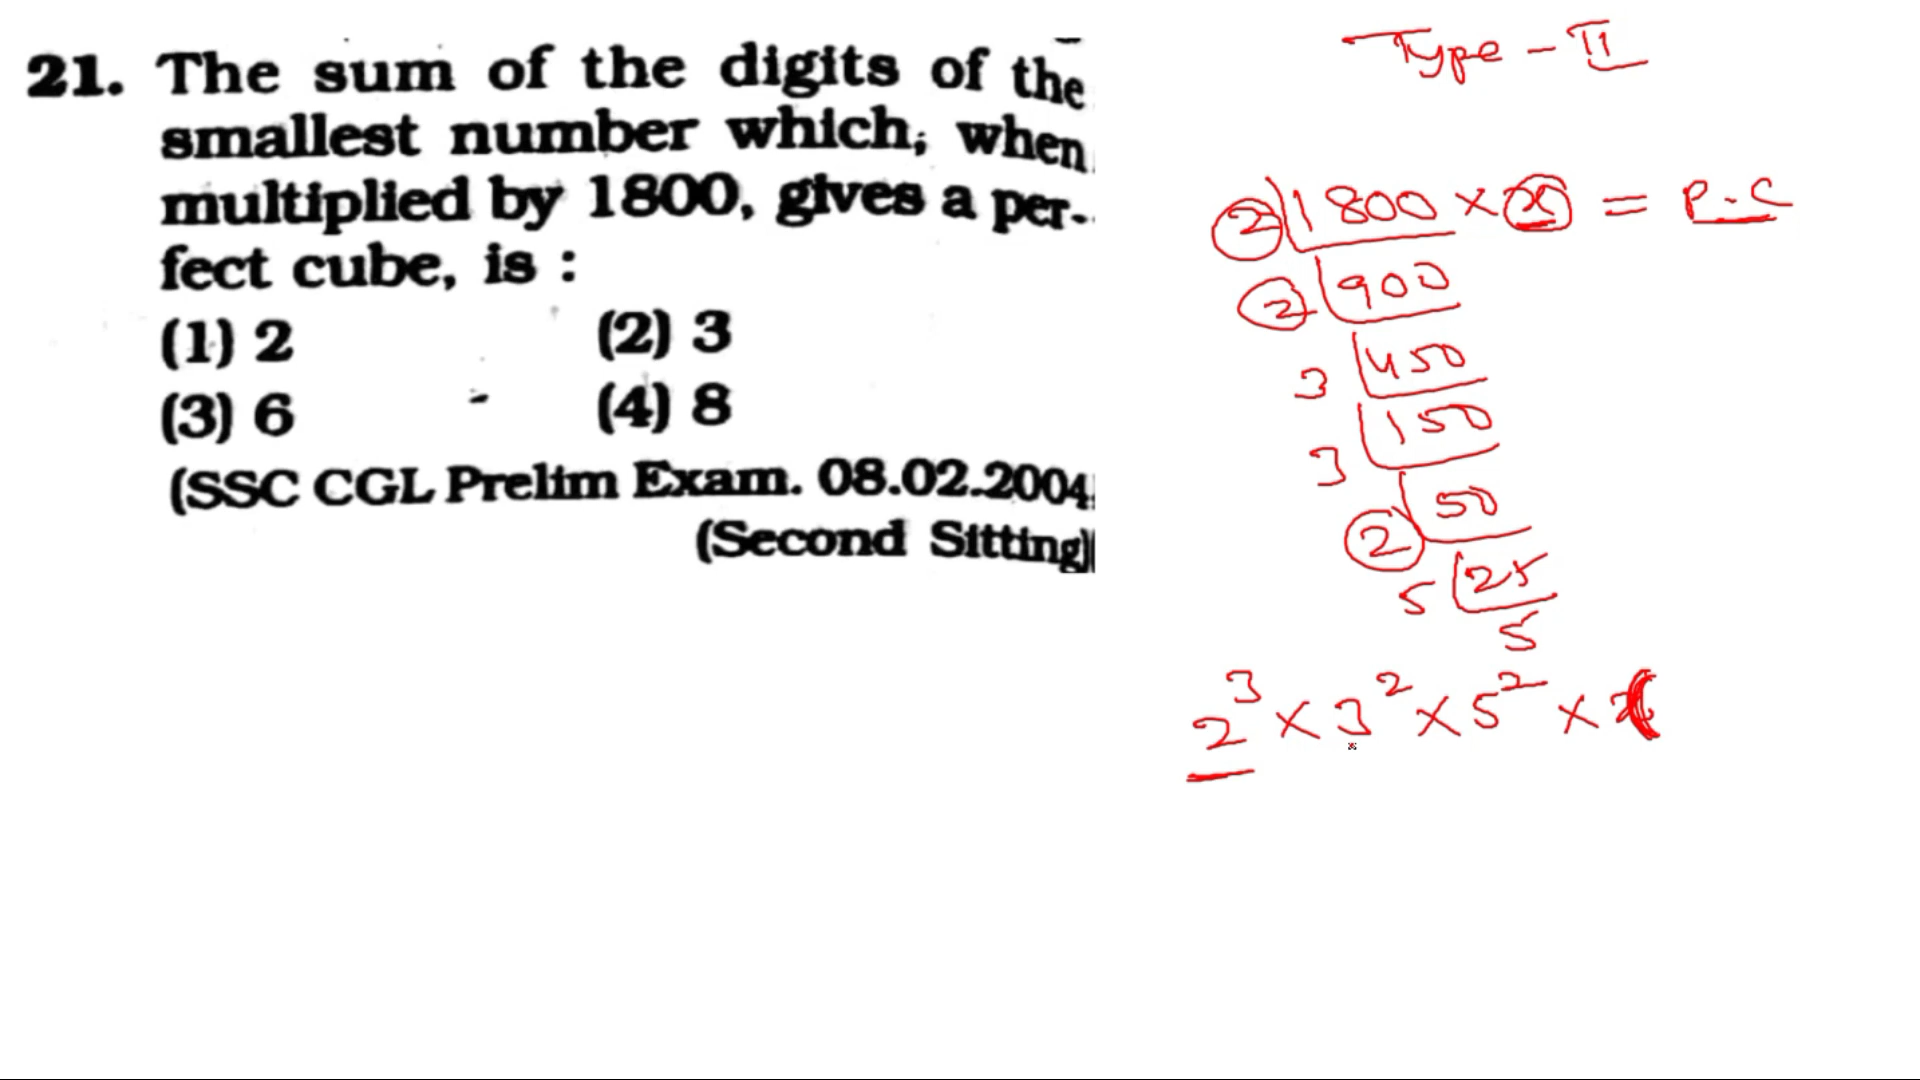 21. The sum of the digits of the
smallest number which, when
multiplied by 1800, gives a per-
fect cube, is :
(1) 2 (2) 3
(3) 6 (4) 8
(SSC CGL Prelim Exam. 08.02.2004
(Second Sitting)
Type - II
2 1800 × x = P.C
2 900
3 450
3 150
2 50
5 25
5
2³ × 3² × 5² ×